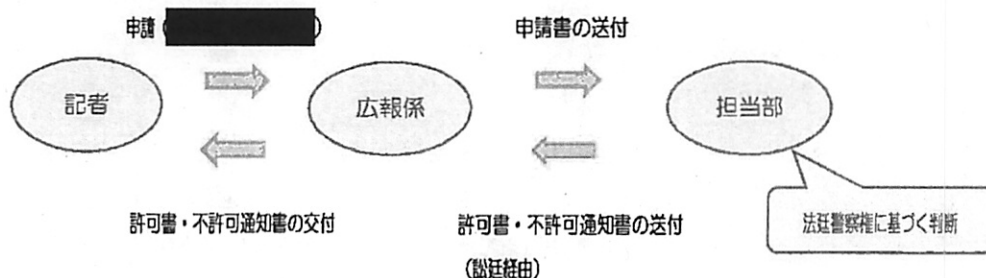 申請（　　　）
申請書の送付
記者
広報係
担当部
許可書・不許可通知書の交付
許可書・不許可通知書の送付
（訟廷経由）
法廷警察権に基づく判断